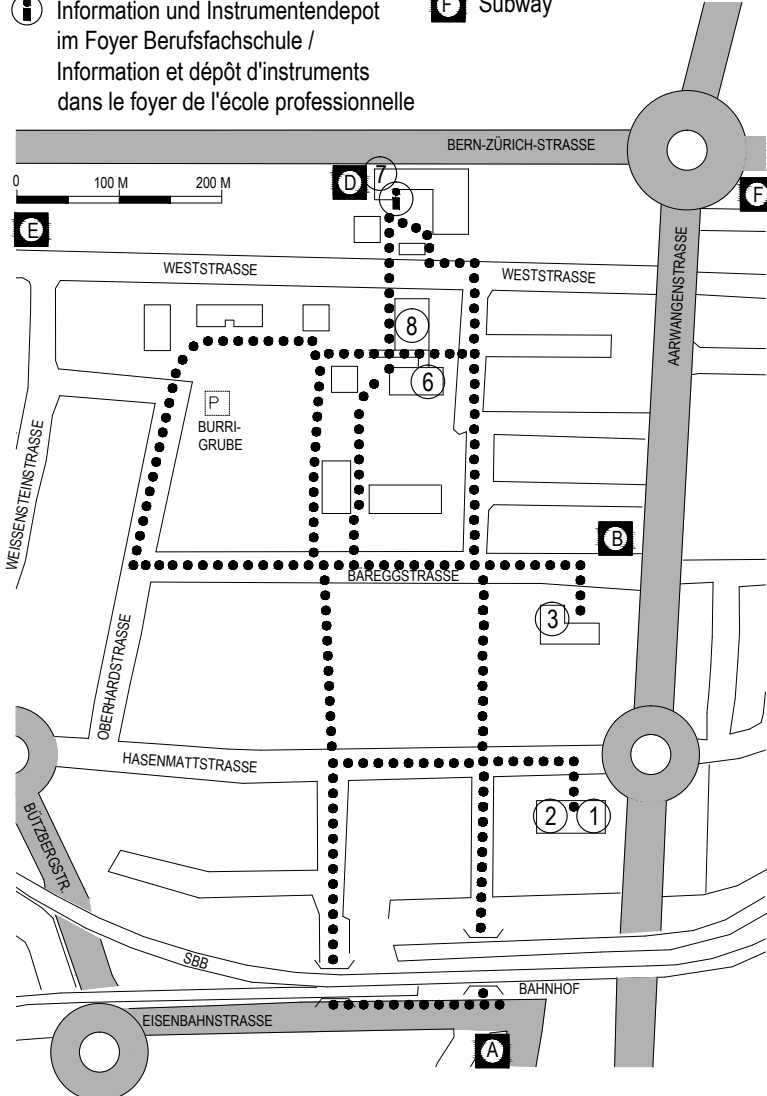 i Information und Instrumentendepot
im Foyer Berufsfachschule /
Information et dépôt d'instruments
dans le foyer de l'école professionnelle
F Subway
BERN-ZÜRICH-STRASSE
0 100 M 200 M
D
7
i
F
E
WESTSTRASSE
WESTSTRASSE
AARWANGENSTRASSE
8
6
P
BURRI-
GRUBE
WEISSENSTEINSTRASSE
B
BÄREGGSTRASSE
3
OBERHARDSTRASSE
HASENMATTSTRASSE
2 1
BÜTZBERGSTR.
SBB
BAHNHOF
EISENBAHNSTRASSE
A